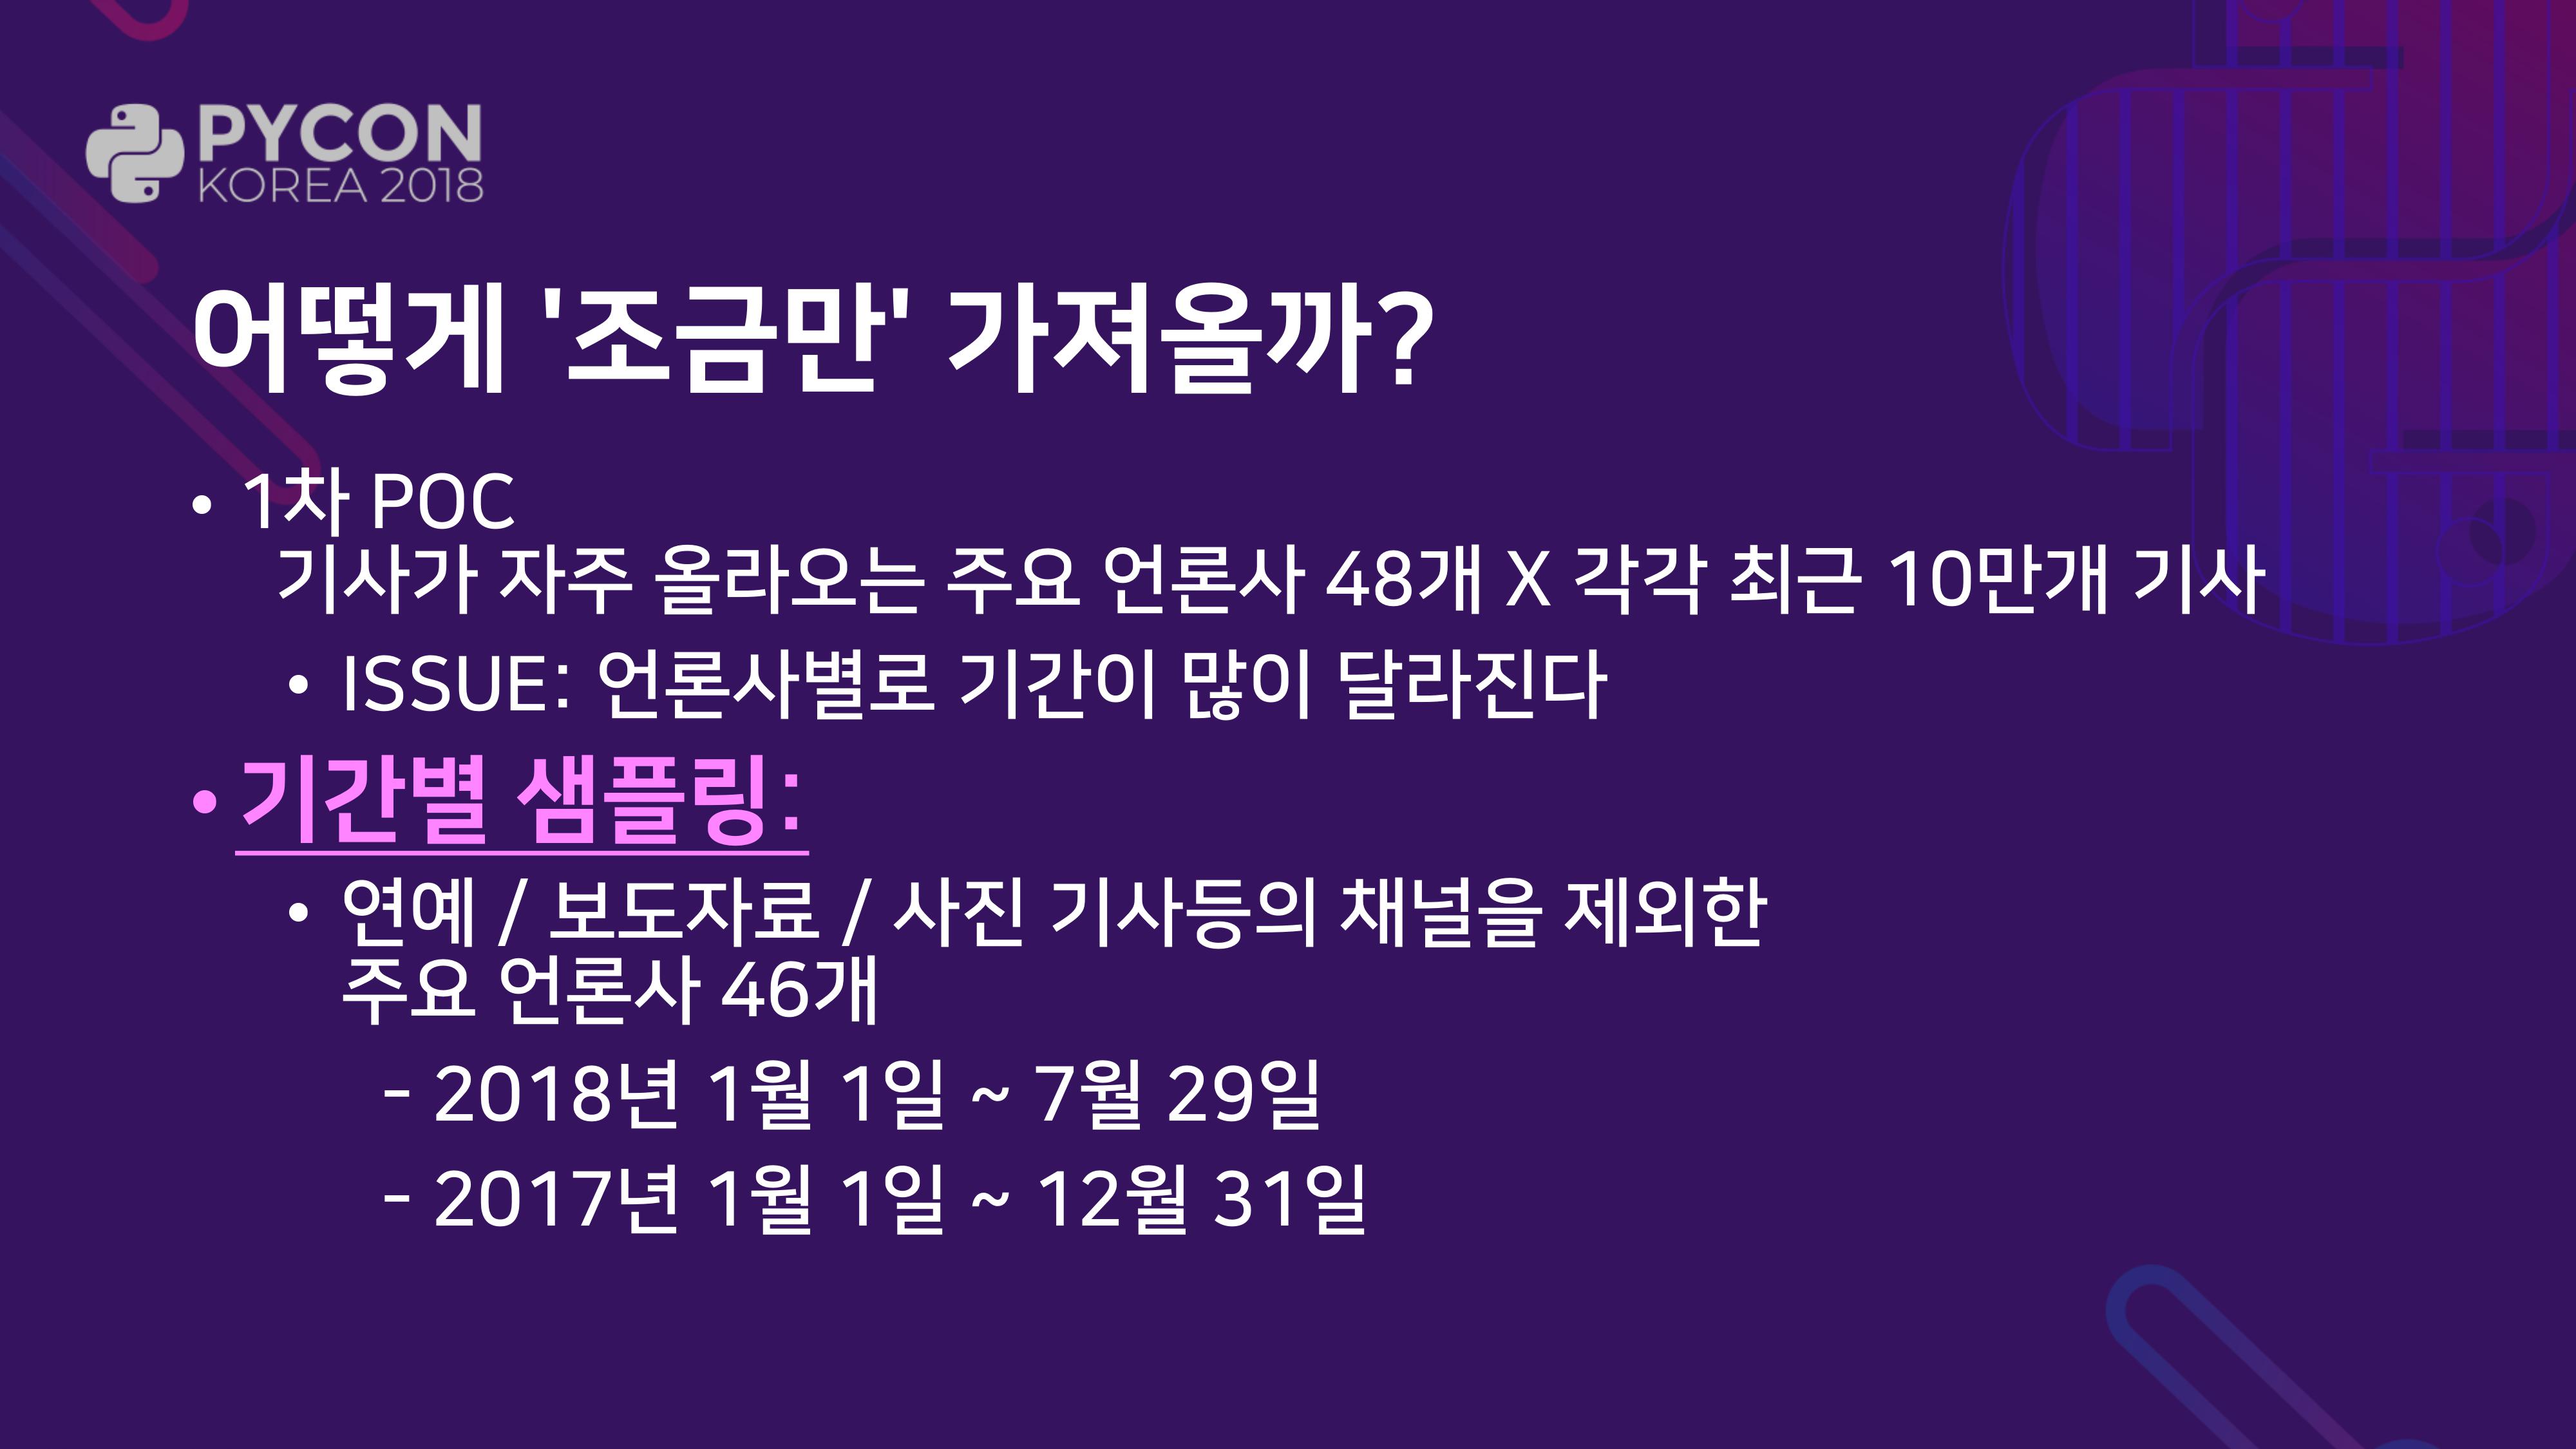 PYCON
KOREA 2018
어떻게 '조금만' 가져올까?
• 1차 POC
기사가 자주 올라오는 주요 언론사 48개 X 각각 최근 10만개 기사
• ISSUE: 언론사별로 기간이 많이 달라진다
• 기간별 샘플링:
• 연예 / 보도자료 / 사진 기사등의 채널을 제외한
주요 언론사 46개
- 2018년 1월 1일 ~ 7월 29일
- 2017년 1월 1일 ~ 12월 31일